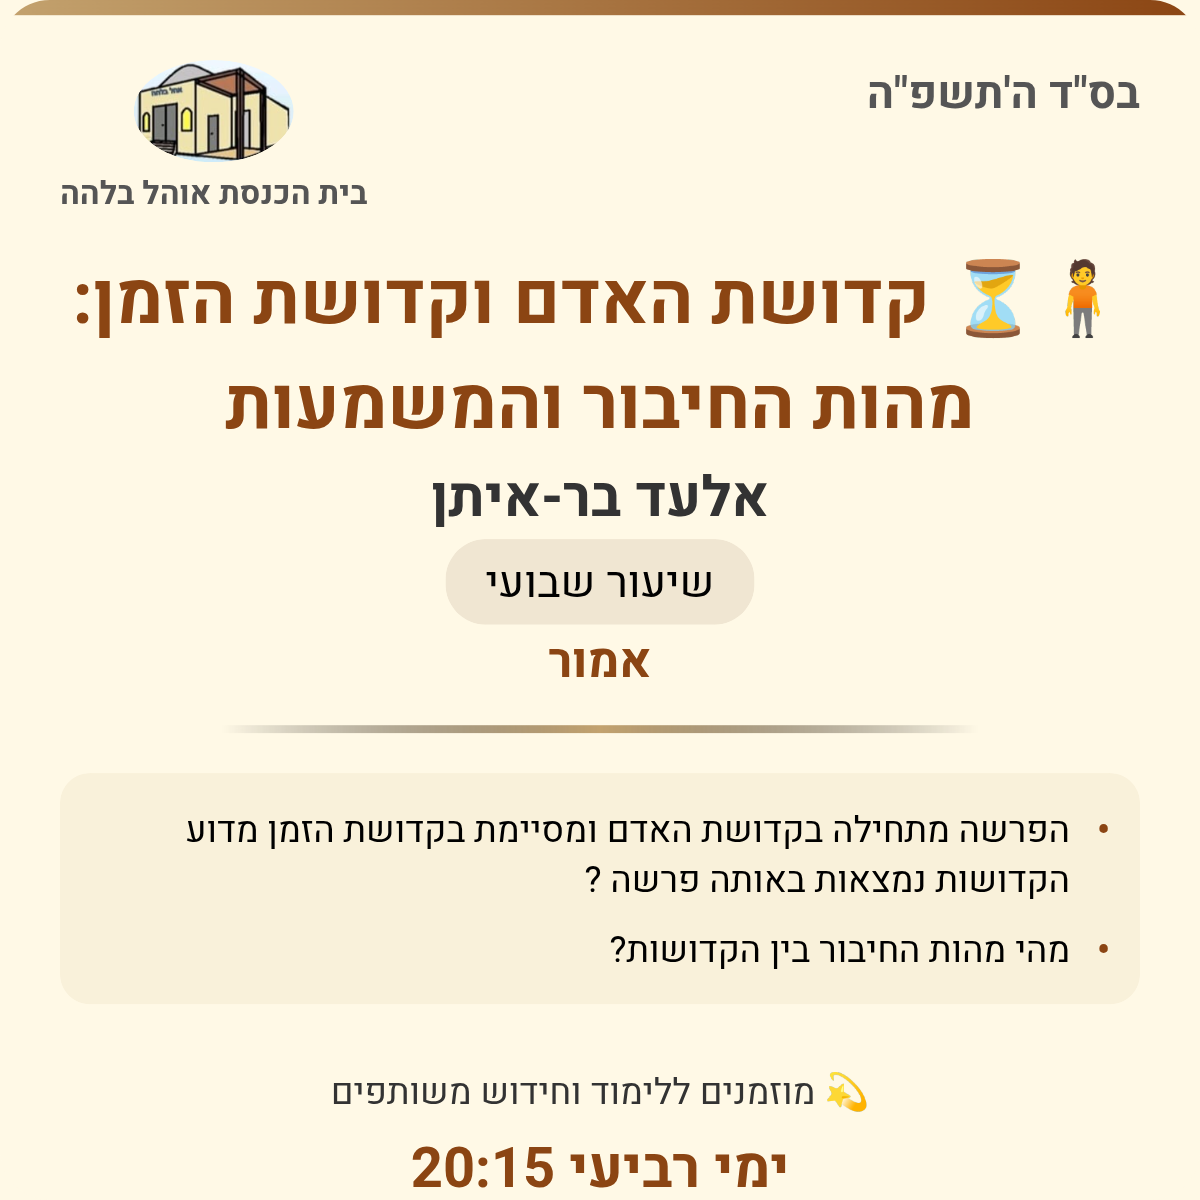 בס"ד ה'תשפ"ה
אוהל בלהה
בית הכנסת אוהל בלהה
🧍⏳ קדושת האדם וקדושת הזמן:
מהות החיבור והמשמעות
אלעד בר-איתן
שיעור שבועי
אמור
• הפרשה מתחילה בקדושת האדם ומסיימת בקדושת הזמן מדוע
הקדושות נמצאות באותה פרשה ?
• מהי מהות החיבור בין הקדושות?
💫 מוזמנים ללימוד וחידוש משותפים
ימי רביעי 20:15